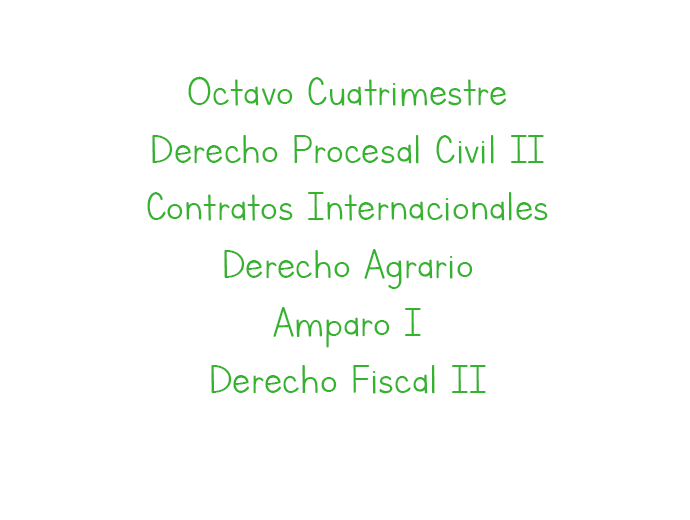 Octavo Cuatrimestre
Derecho Procesal Civil II
Contratos Internacionales
Derecho Agrario
Amparo I
Derecho Fiscal II